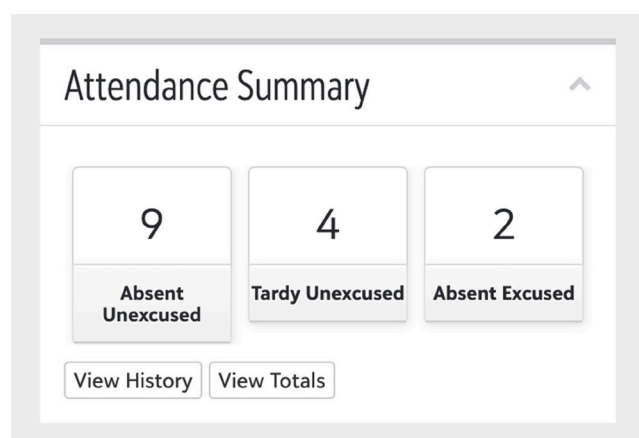 Attendance Summary
9
4
2
Absent
Unexcused
Tardy Unexcused
Absent Excused
View History
View Totals